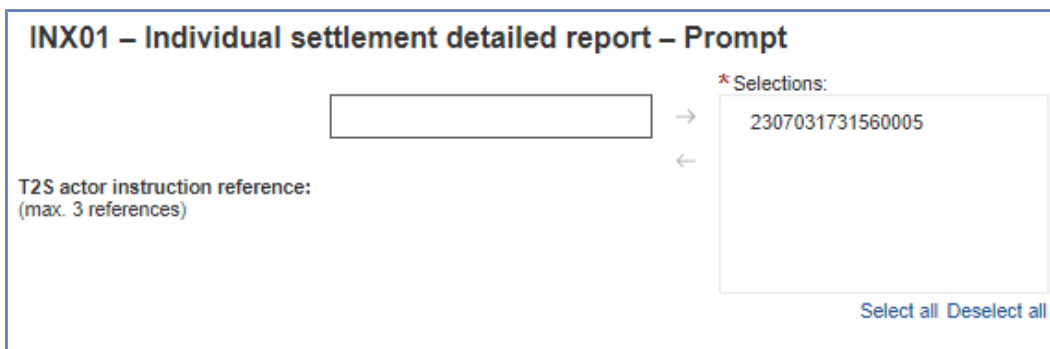 INX01 – Individual settlement detailed report – Prompt
* Selections:
→
2307031731560005
←
T2S actor instruction reference:
(max. 3 references)
Select all Deselect all